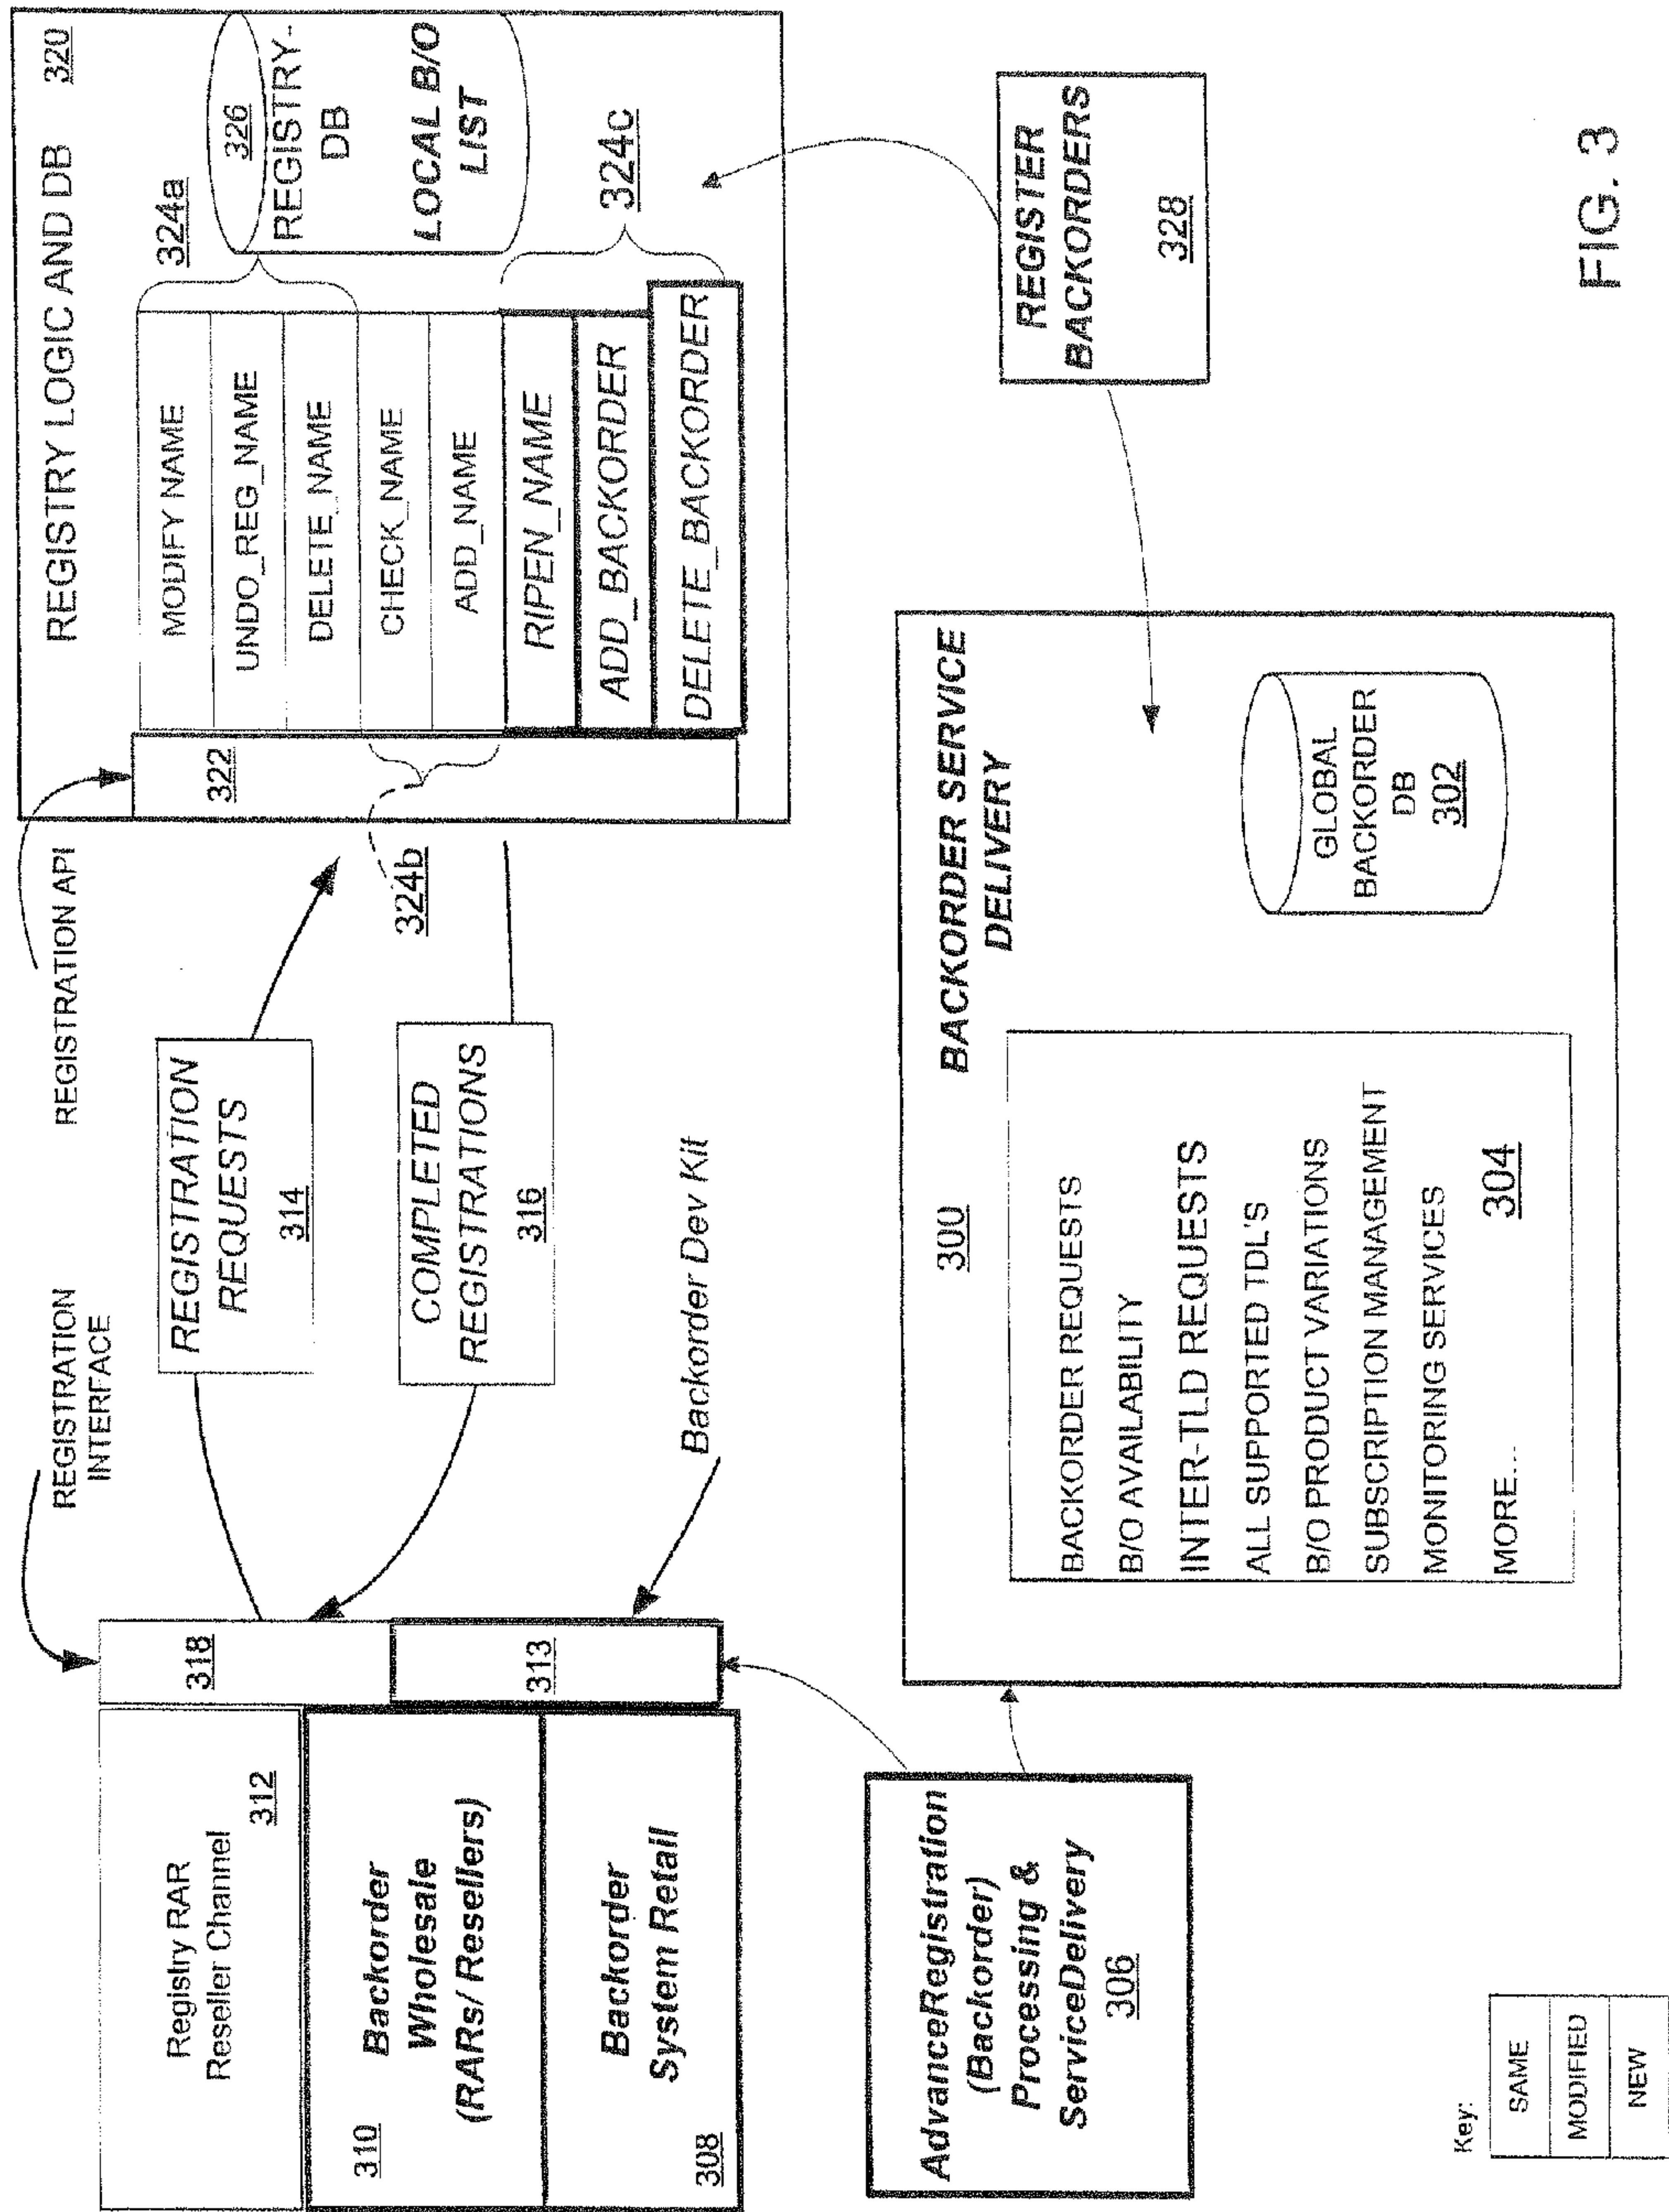 REGISTRATION
INTERFACE
REGISTRATION API
Registry RAR
Reseller Channel
312
318
310
Backorder
Wholesale
(RARs/ Resellers)
Backorder
System Retail
308
313
Backorder Dev Kit
REGISTRATION
REQUESTS
314
COMPLETED
REGISTRATIONS
316
REGISTRY LOGIC AND DB 320
322
MODIFY NAME
UNDO_REG_NAME
DELETE_NAME
CHECK_NAME
ADD_NAME
RIPEN_NAME
ADD_BACKORDER
DELETE_BACKORDER
324a
324b
324c
326
REGISTRY-
DB
LOCAL B/O
LIST
AdvanceRegistration
(Backorder)
Processing &
ServiceDelivery
306
300
BACKORDER SERVICE
DELIVERY
BACKORDER REQUESTS
B/O AVAILABILITY
INTER-TLD REQUESTS
ALL SUPPORTED TDL'S
B/O PRODUCT VARIATIONS
SUBSCRIPTION MANAGEMENT
MONITORING SERVICES
MORE...
304
GLOBAL
BACKORDER
DB
302
REGISTER
BACKORDERS
328
Key:
SAME
MODIFIED
NEW
FIG. 3